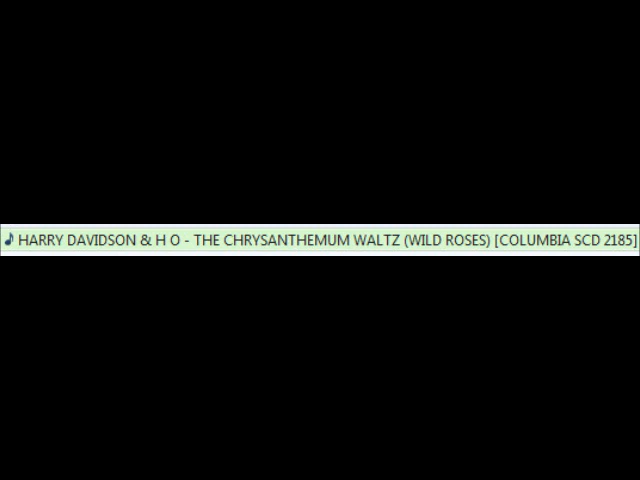 HARRY DAVIDSON & H O - THE CHRYSANTHEMUM WALTZ (WILD ROSES) [COLUMBIA SCD 2185]